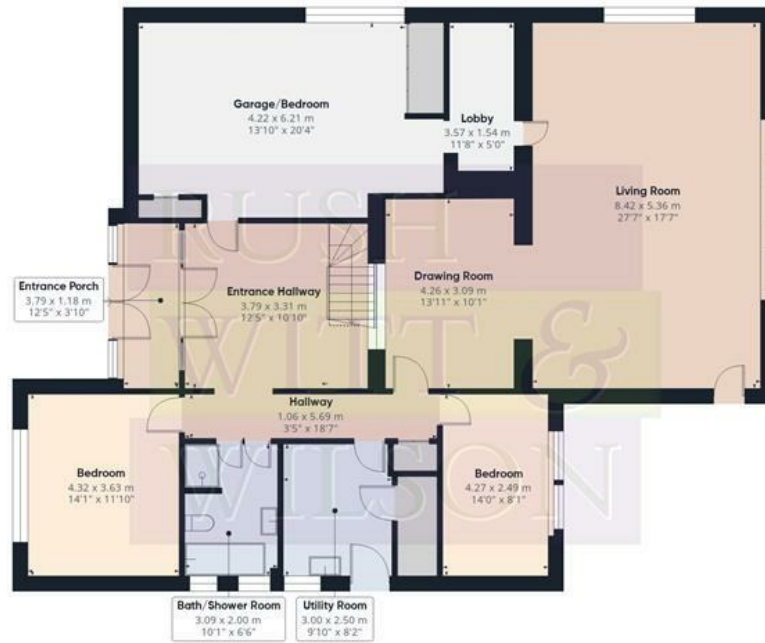 Garage/Bedroom
4.22 x 6.21 m
13'10" x 20'4"
Lobby
3.57 x 1.54 m
11'8" x 5'0"
Living Room
8.42 x 5.36 m
27'7" x 17'7"
Entrance Porch
3.79 x 1.18 m
12'5" x 3'10"
Entrance Hallway
3.79 x 3.31 m
12'5" x 10'10"
Drawing Room
4.26 x 3.09 m
13'11" x 10'1"
Hallway
1.06 x 5.69 m
3'5" x 18'7"
Bedroom
4.32 x 3.63 m
14'1" x 11'10"
Bedroom
4.27 x 2.49 m
14'0" x 8'1"
Bath/Shower Room
3.09 x 2.00 m
10'1" x 6'6"
Utility Room
3.00 x 2.50 m
9'10" x 8'2"
RUSH
WITT &
WILSON